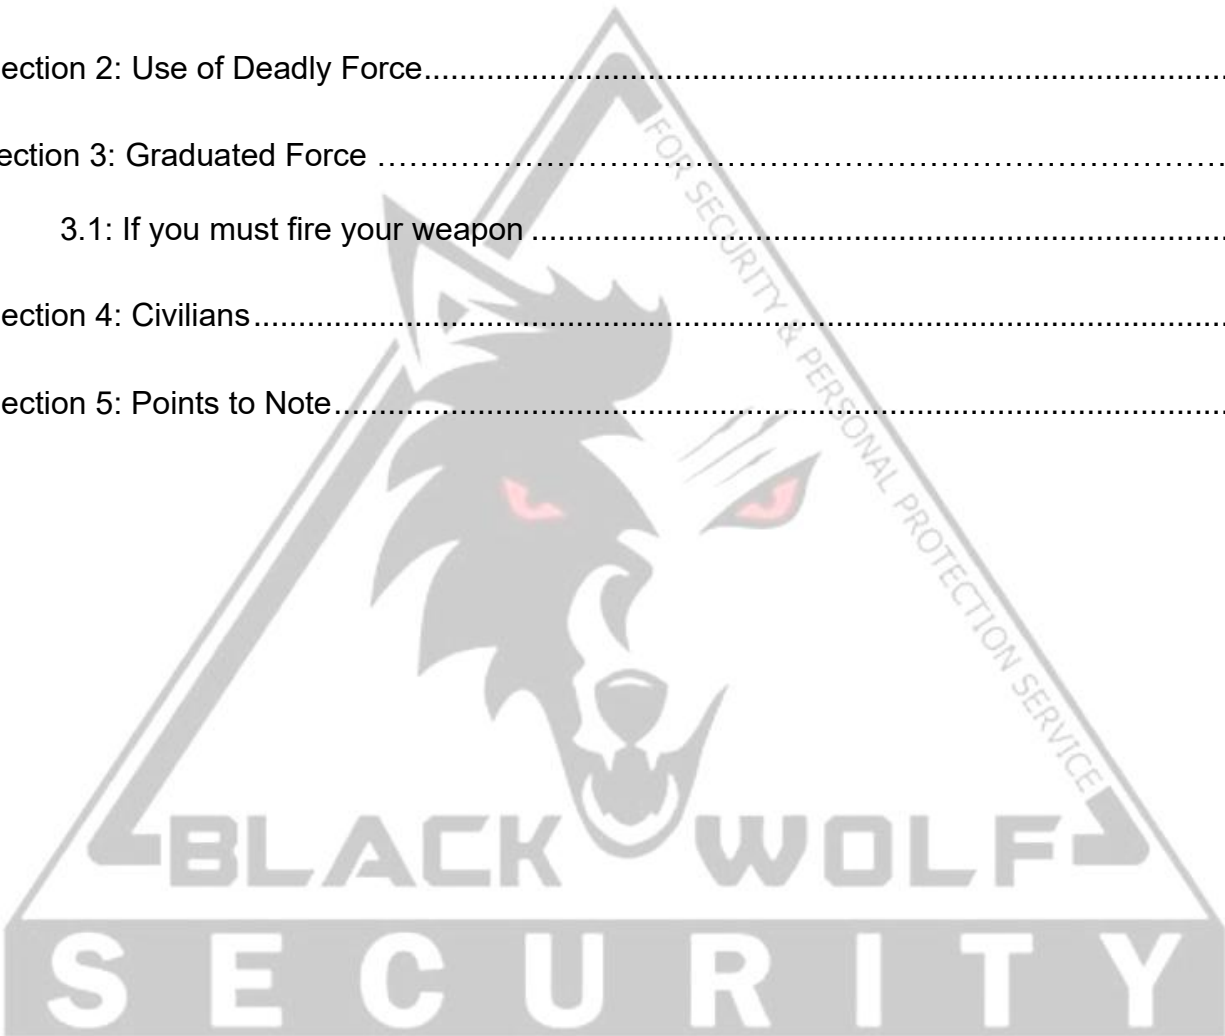 ection 2: Use of Deadly Force........................................................................................
ection 3: Graduated Force ……………………………………………………………………………
3.1: If you must fire your weapon .............................................................................
ection 4: Civilians............................................................................................................
ection 5: Points to Note...................................................................................................
FOR SECURITY & PERSONAL PROTECTION SERVICE
BLACK WOLF
SECURITY